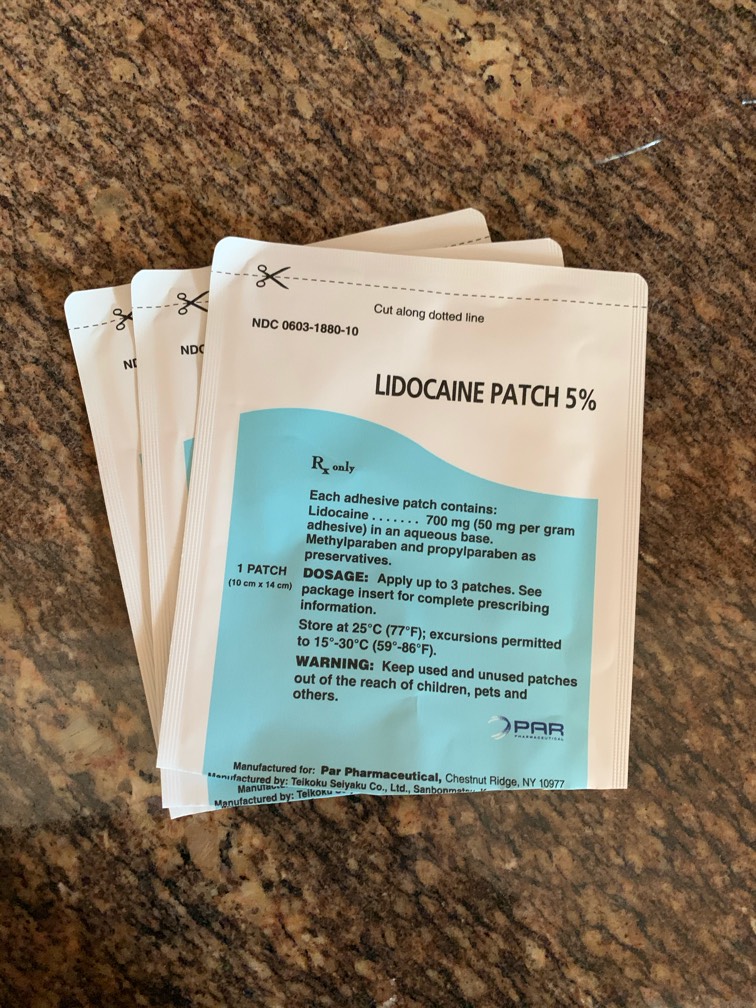 Cut along dotted line
NDC 0603-1880-10
NDC
LIDOCAINE PATCH 5%
Rx only
Each adhesive patch contains:
Lidocaine ....... 700 mg (50 mg per gram
adhesive) in an aqueous base.
Methylparaben and propylparaben as
preservatives.
1 PATCH
(10 cm x 14 cm)
DOSAGE: Apply up to 3 patches. See
package insert for complete prescribing
information.
Store at 25°C (77°F); excursions permitted
to 15°-30°C (59°-86°F).
WARNING: Keep used and unused patches
out of the reach of children, pets and
others.
PAR
PHARMACEUTICAL
Manufactured for: Par Pharmaceutical, Chestnut Ridge, NY 10977
Manufactured by: Teikoku Seiyaku Co., Ltd.,
Manufactured by: Teikoku